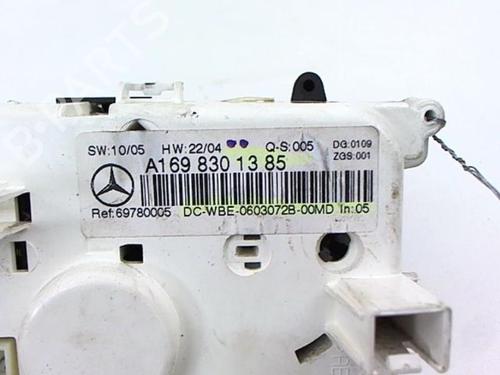 SW:10/05 HW:22/04 Q-S:005 DG:0109
ZGS:001
A169 830 13 85
Ref:69780005 DC-WBE-0603072B-00MD In:05
B-PARTS